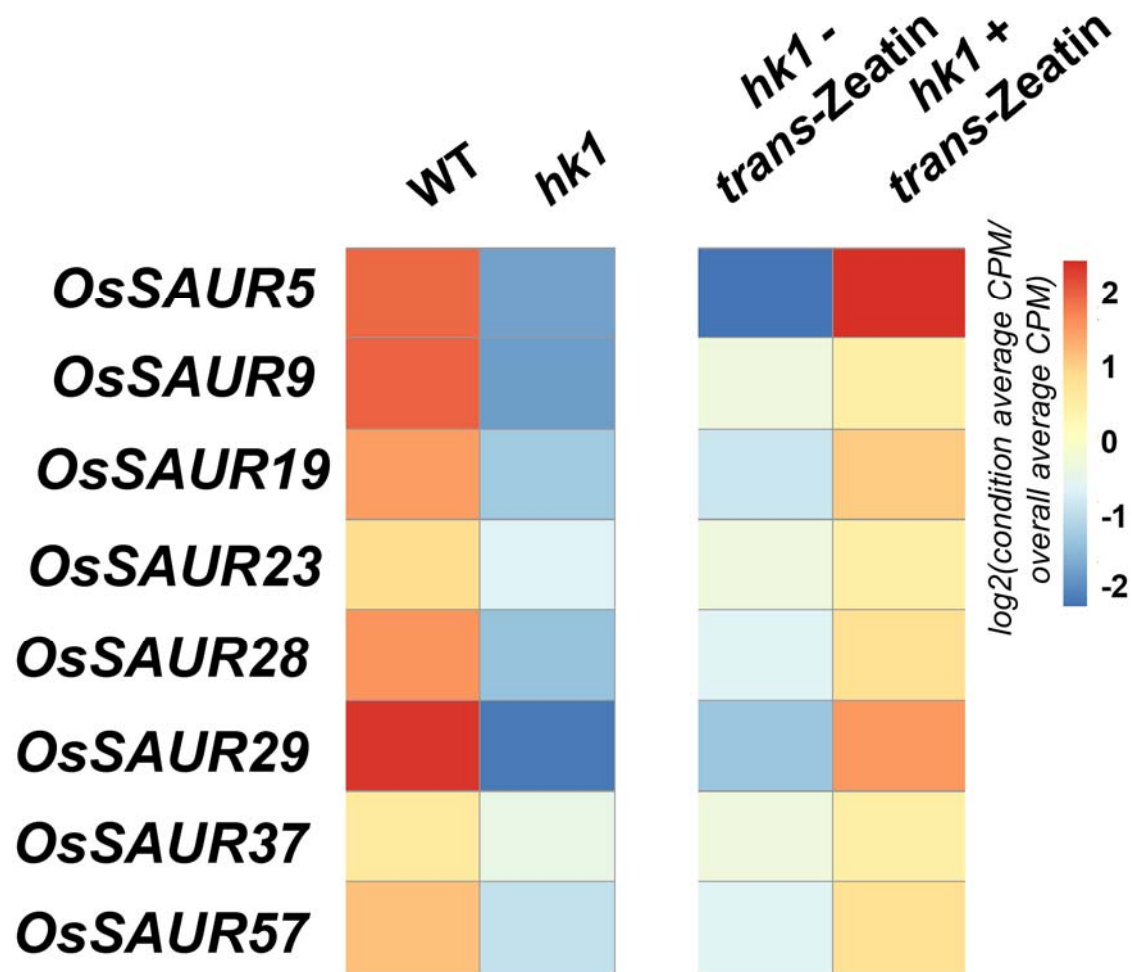 WT
hk1
hk1 -
trans-Zeatin
hk1 +
trans-Zeatin
OsSAUR5
OsSAUR9
OsSAUR19
OsSAUR23
OsSAUR28
OsSAUR29
OsSAUR37
OsSAUR57
log2(condition average CPM/
overall average CPM)
2
1
0
-1
-2